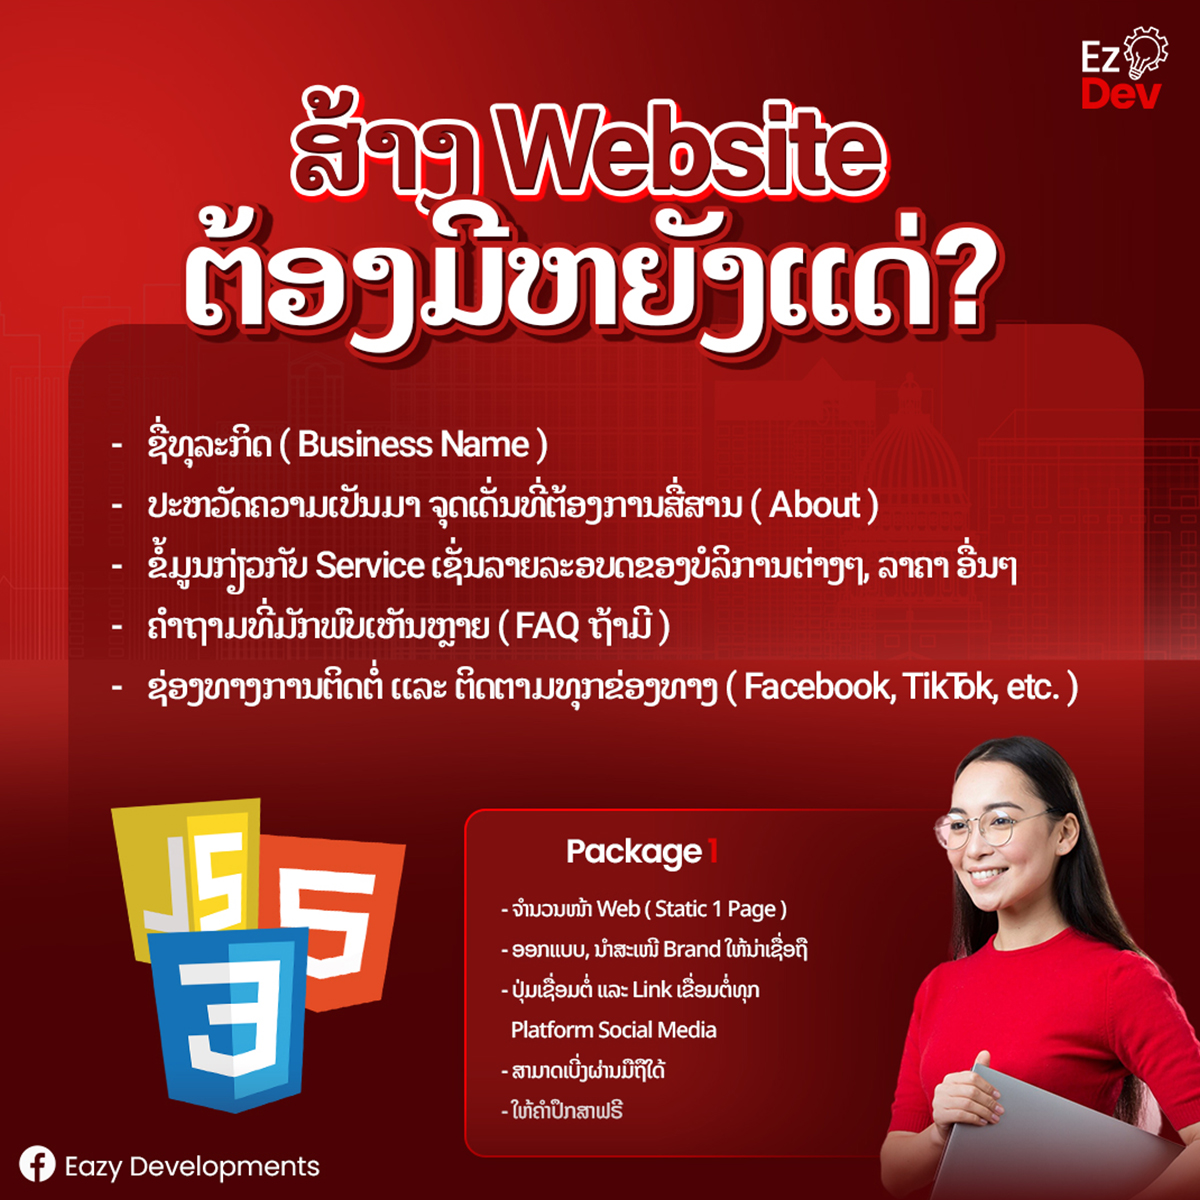 Ez
Dev
ສ້າງ Website
ຕ້ອງມີຫຍັງແດ່?
- ຊື່ທຸລະກິດ ( Business Name )
- ປະຫວັດຄວາມເປັນມາ ຈຸດເດັ່ນທີ່ຕ້ອງການສື່ສານ ( About )
- ຂໍ້ມູນກ່ຽວກັບ Service ເຊັ່ນລາຍລະອບດຂອງບໍລິການຕ່າງໆ, ລາຄາ ອື່ນໆ
- ຄຳຖາມທີ່ມັກພົບເຫັນຫຼາຍ ( FAQ ຖ້າມີ )
- ຊ່ອງທາງການຕິດຕໍ່ ແລະ ຕິດຕາມທຸກຂ່ອງທາງ ( Facebook, TikTok, etc. )
JS
5
3
Package 1
- ຈຳນວນໜ້າ Web ( Static 1 Page )
- ອອກແບບ, ນຳສະເໜີ Brand ໃຫ້ນ່າເຊື່ອຖື
- ປຸ່ມເຊື່ອມຕໍ່ ແລະ Link ເຂື່ອມຕໍ່ທຸກ
Platform Social Media
- ສາມາດເບີ່ງຜ່ານມືຖືໄດ້
- ໃຫ້ຄຳປຶກສາຟຣີ
Eazy Developments